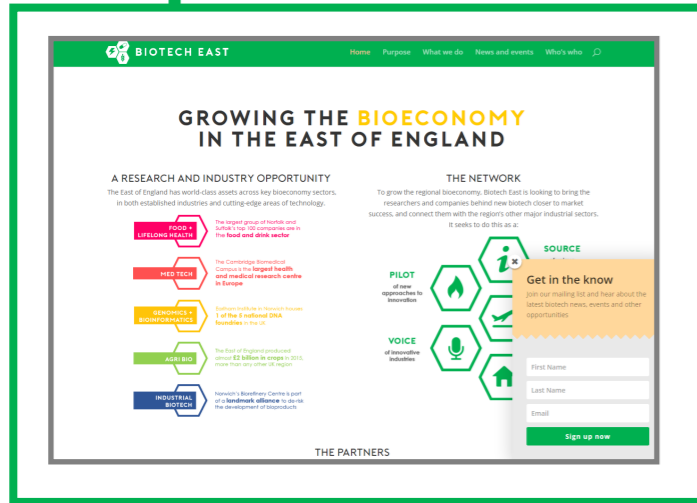 BIOTECH EAST
Home Purpose What we do News and events Who's who
GROWING THE BIOECONOMY
IN THE EAST OF ENGLAND
A RESEARCH AND INDUSTRY OPPORTUNITY
The East of England has world-class assets across key bioeconomy sectors,
in both established industries and cutting-edge areas of technology.
FOOD +
LIFELONG HEALTH
The largest group of Norfolk and
Suffolk's top 100 companies are in
the food and drink sector
MED TECH
The Cambridge Biomedical
Campus is the largest health
and medical research centre
in Europe
GENOMICS +
BIOINFORMATICS
Earlham Institute in Norwich houses
1 of the 5 national DNA
foundries in the UK
AGRI BIO
The East of England produced
almost £2 billion in crops in 2015,
more than any other UK region
INDUSTRIAL
BIOTECH
Norwich's Biorefinery Centre is part
of a landmark alliance to de-risk
the development of bioproducts
THE NETWORK
To grow the regional bioeconomy, Biotech East is looking to bring the
researchers and companies behind new biotech closer to market
success, and connect them with the region's other major industrial sectors.
It seeks to do this as a:
SOURCE
PILOT
of new
approaches to
innovation
VOICE
of innovative
industries
Get in the know
Join our mailing list and hear about the
latest biotech news, events and other
opportunities
First Name
Last Name
Email
Sign up now
THE PARTNERS